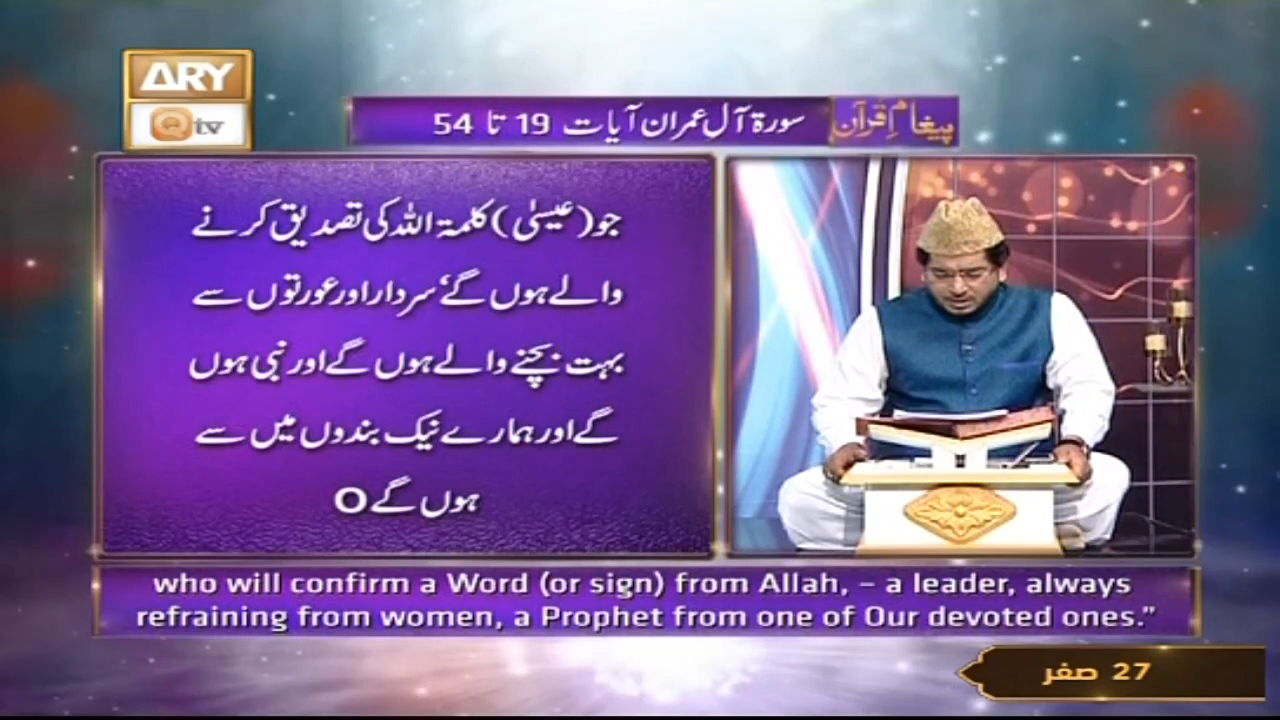 ARY
Qtv
پیغامِ قرآن
سورۃ آل عمران آیات 19 تا 54
جو (عیسٰی) کلمۃ اللہ کی تصدیق کرنے
والے ہوں گے' سردار اور عورتوں سے
بہت بچنے والے ہوں گے اور نبی ہوں
گے اور ہمارے نیک بندوں میں سے
ہوں گے O
who will confirm a Word (or sign) from Allah, – a leader, always
refraining from women, a Prophet from one of Our devoted ones.”
27 صفر